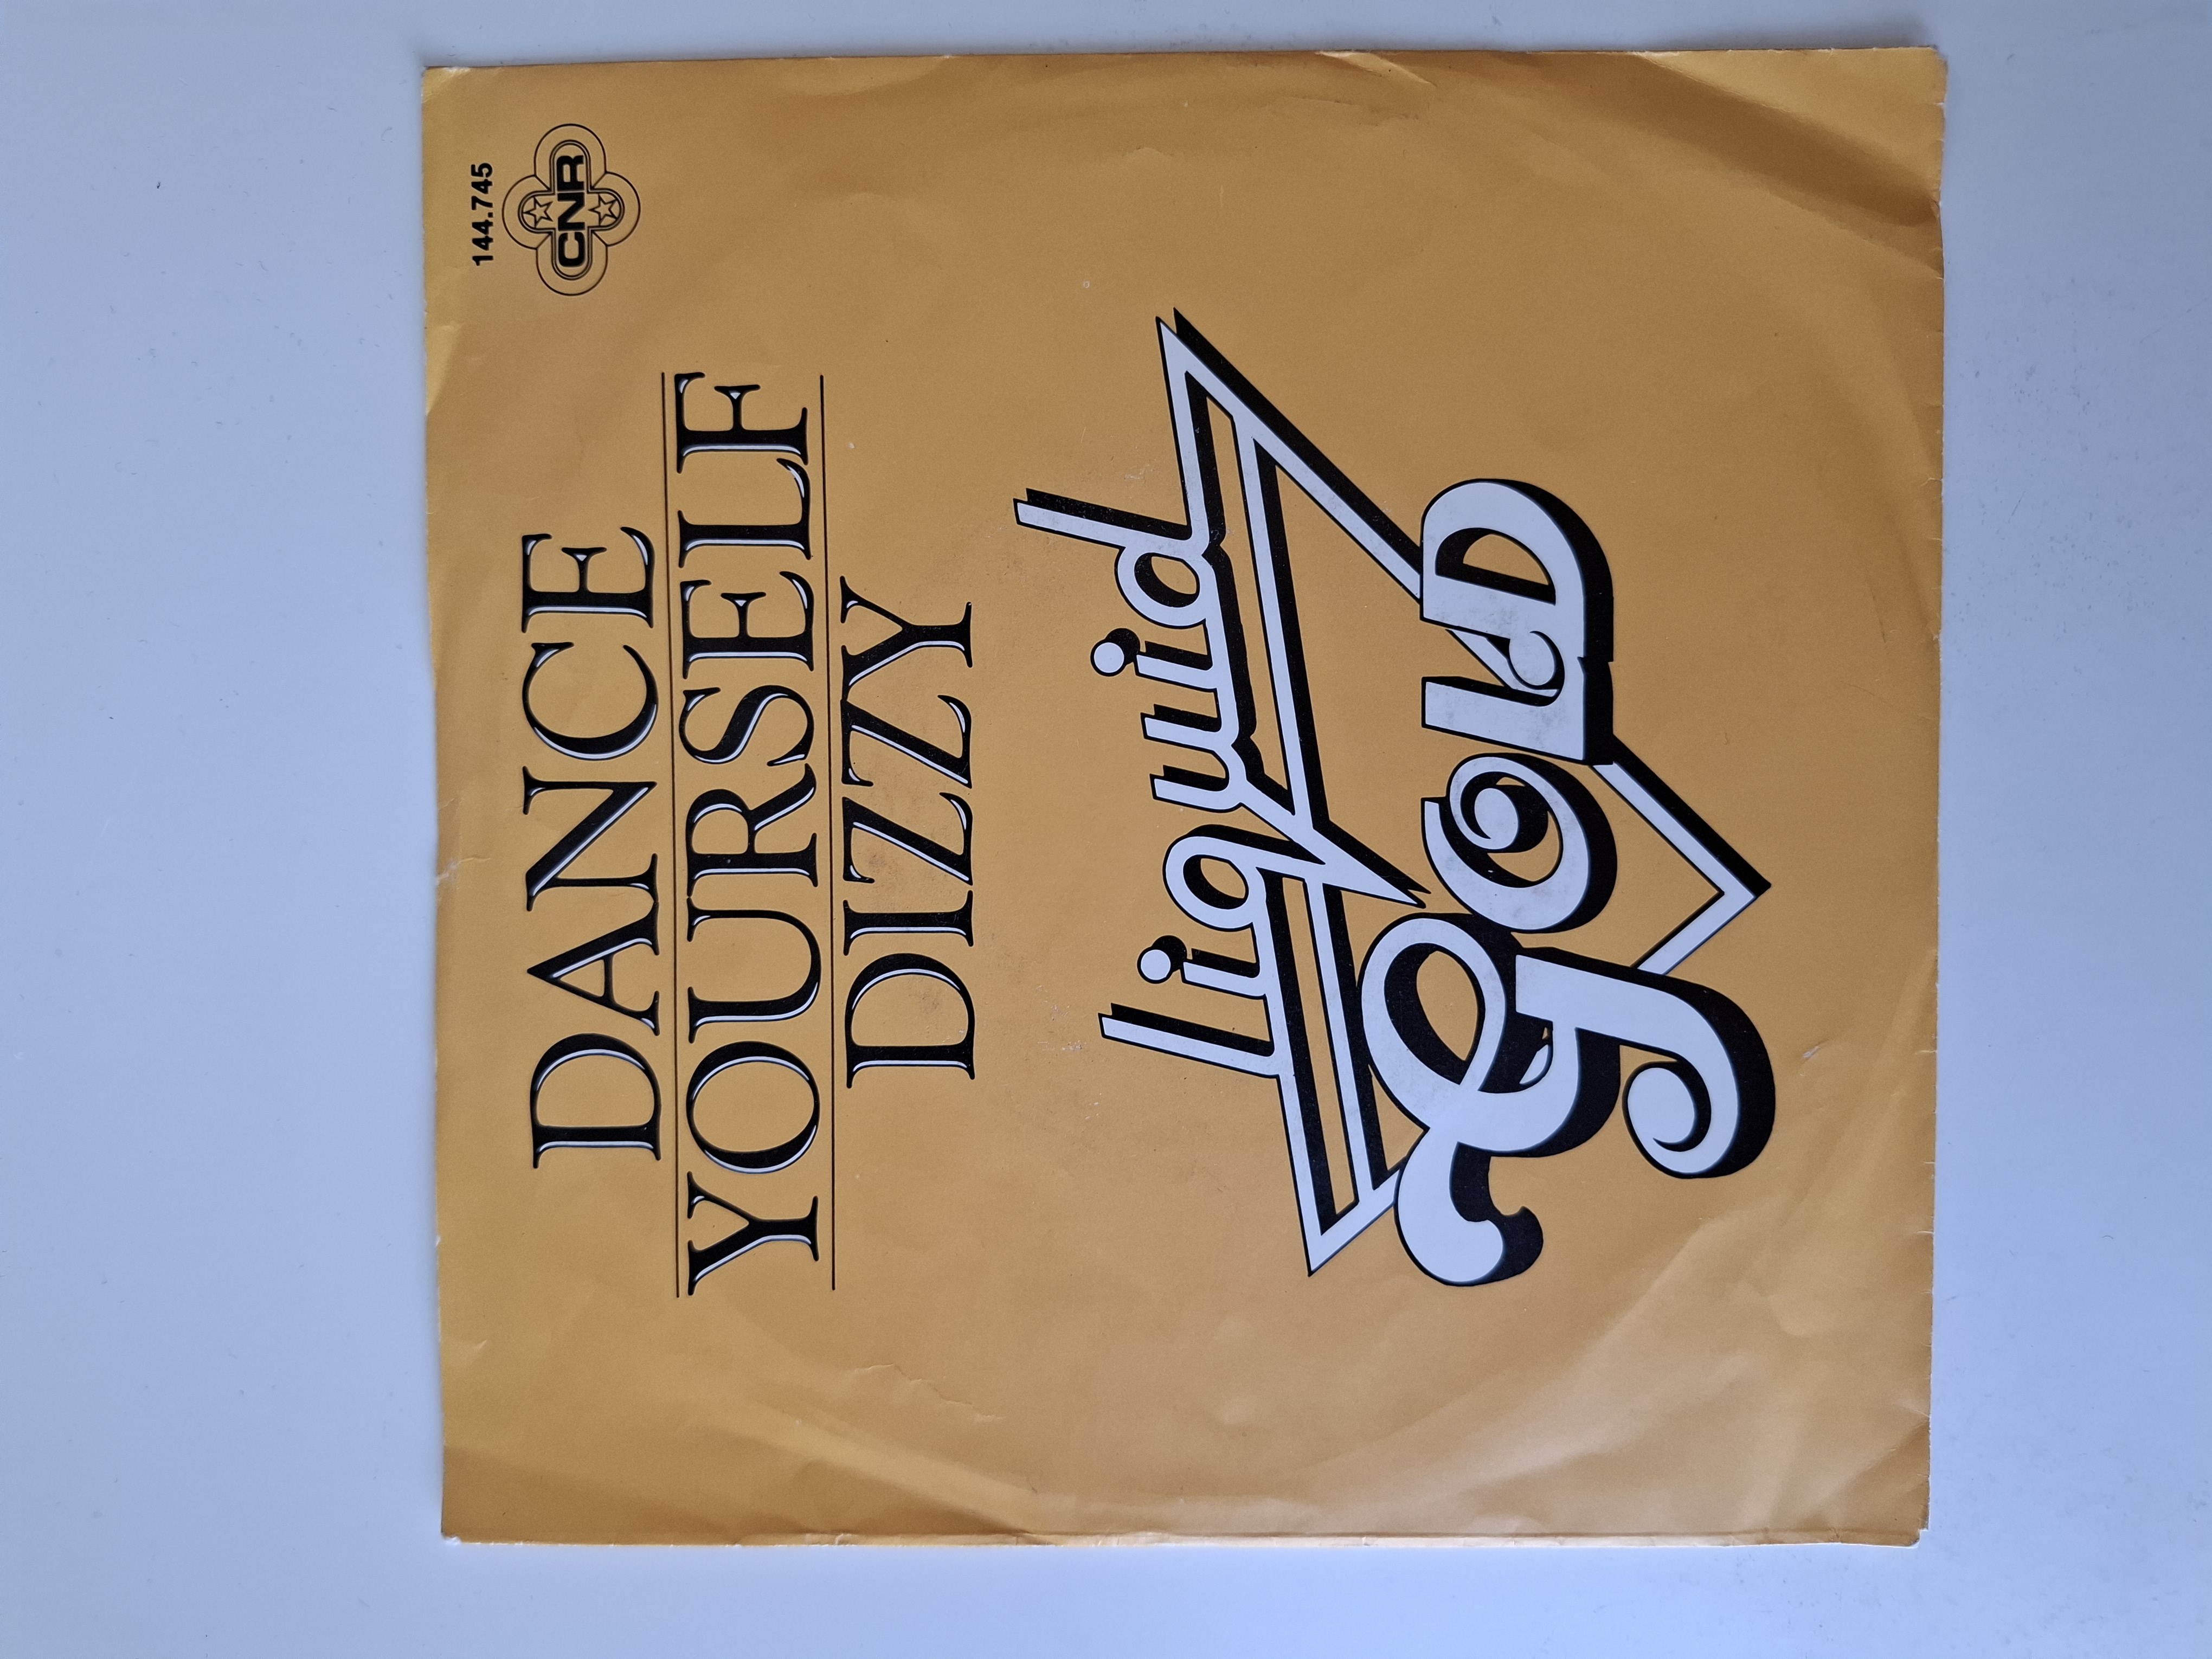 144.745
CNR
DANCE
YOURSELF
DIZZY
liquid
GOLD